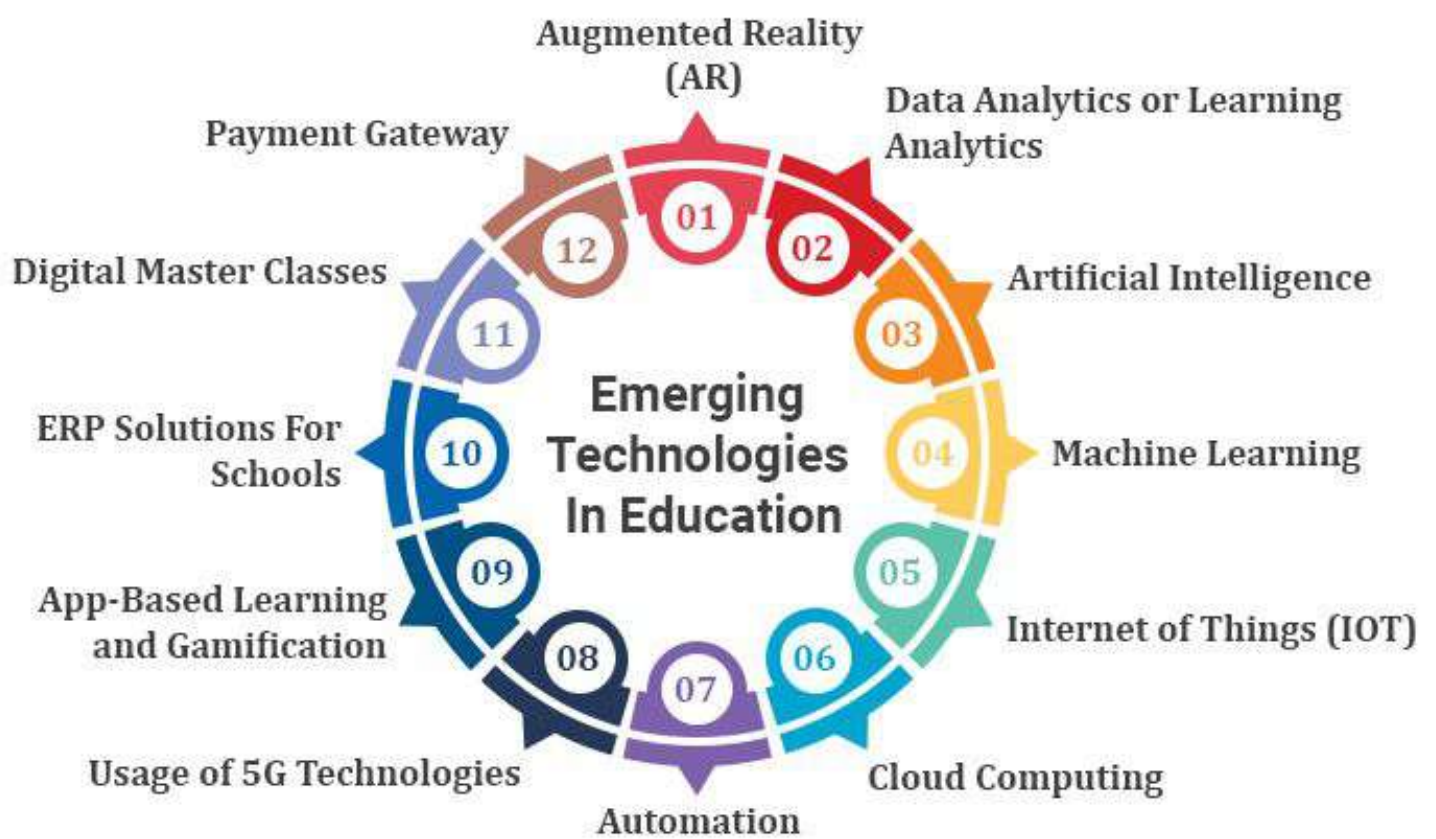 Emerging
Technologies
In Education
01
Augmented Reality
(AR)
02
Data Analytics or Learning
Analytics
03
Artificial Intelligence
04
Machine Learning
05
Internet of Things (IOT)
06
Cloud Computing
07
Automation
08
Usage of 5G Technologies
09
App-Based Learning
and Gamification
10
ERP Solutions For
Schools
11
Digital Master Classes
12
Payment Gateway